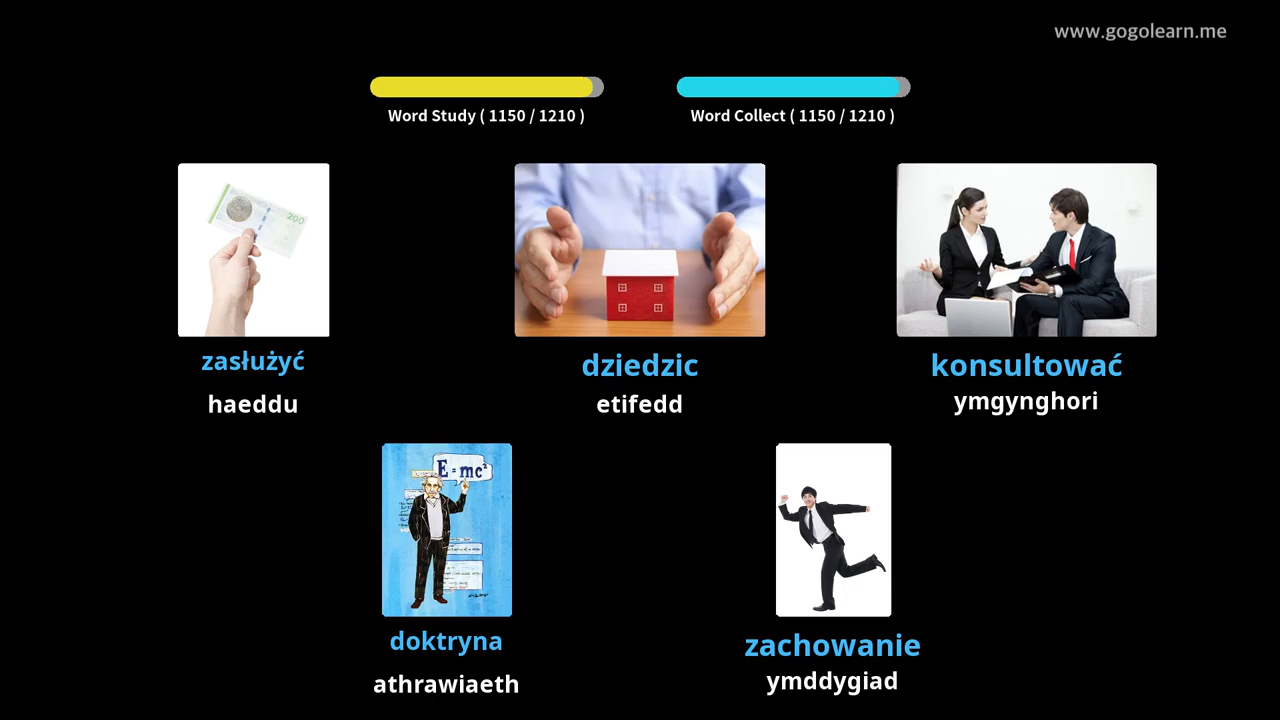 www.gogolearn.me
Word Study ( 1150 / 1210 )
Word Collect ( 1150 / 1210 )
200
zasłużyć
dziedzic
konsultować
haeddu
etifedd
ymgynghori
E=mc²
doktryna
zachowanie
athrawiaeth
ymddygiad